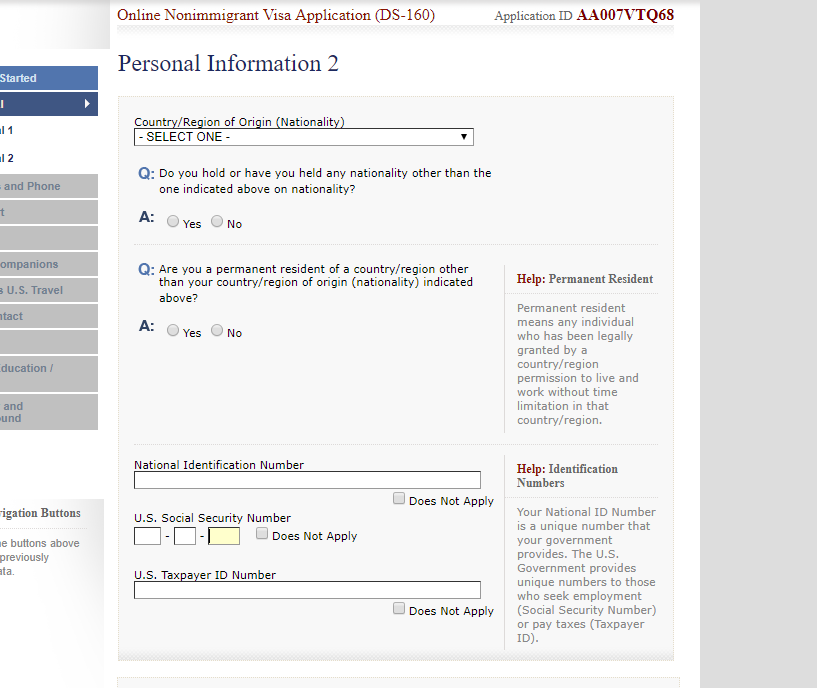 Online Nonimmigrant Visa Application (DS-160)
Application ID AA007VTQ68
Personal Information 2
Started
l
l 1
l 2
s and Phone
t
ompanions
s U.S. Travel
ntact
ducation /
and
und
vigation Buttons
e buttons above
previously
ata.
Country/Region of Origin (Nationality)
- SELECT ONE -
Q: Do you hold or have you held any nationality other than the
one indicated above on nationality?
A: Yes No
Q: Are you a permanent resident of a country/region other
than your country/region of origin (nationality) indicated
above?
A: Yes No
Help: Permanent Resident
Permanent resident
means any individual
who has been legally
granted by a
country/region
permission to live and
work without time
limitation in that
country/region.
National Identification Number
Does Not Apply
U.S. Social Security Number
- - Does Not Apply
U.S. Taxpayer ID Number
Does Not Apply
Help: Identification
Numbers
Your National ID Number
is a unique number that
your government
provides. The U.S.
Government provides
unique numbers to those
who seek employment
(Social Security Number)
or pay taxes (Taxpayer
ID).